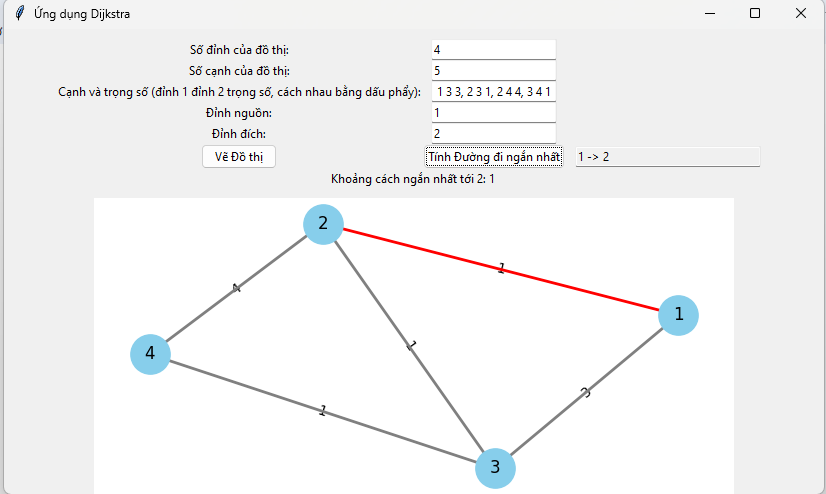 Ứng dụng Dijkstra
Số đỉnh của đồ thị: 4
Số cạnh của đồ thị: 5
Cạnh và trọng số (đỉnh 1 đỉnh 2 trọng số, cách nhau bằng dấu phẩy): 1 3 3, 2 3 1, 2 4 4, 3 4 1
Đỉnh nguồn: 1
Đỉnh đích: 2
Vẽ Đồ thị Tính Đường đi ngắn nhất 1 -> 2
Khoảng cách ngắn nhất tới 2: 1
2
1
4
1
1
4
3
1
3